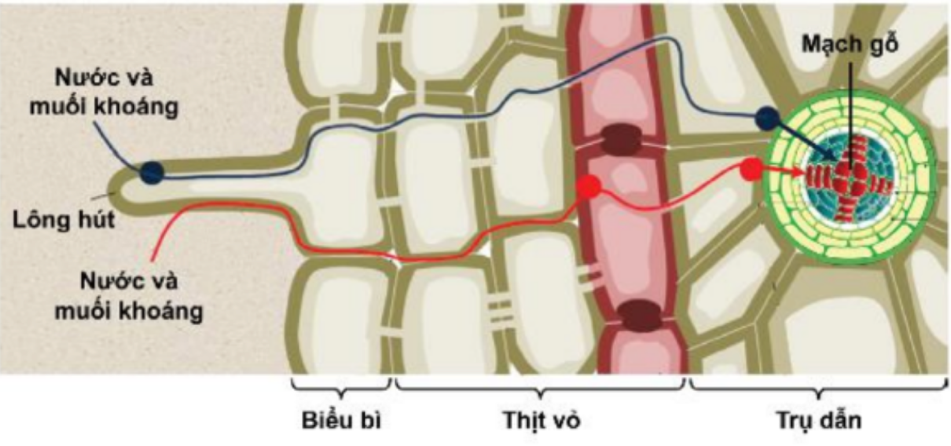 Mạch gỗ
Nước và
muối khoáng
Lông hút
Nước và
muối khoáng
Biểu bì
Thịt vỏ
Trụ dẫn